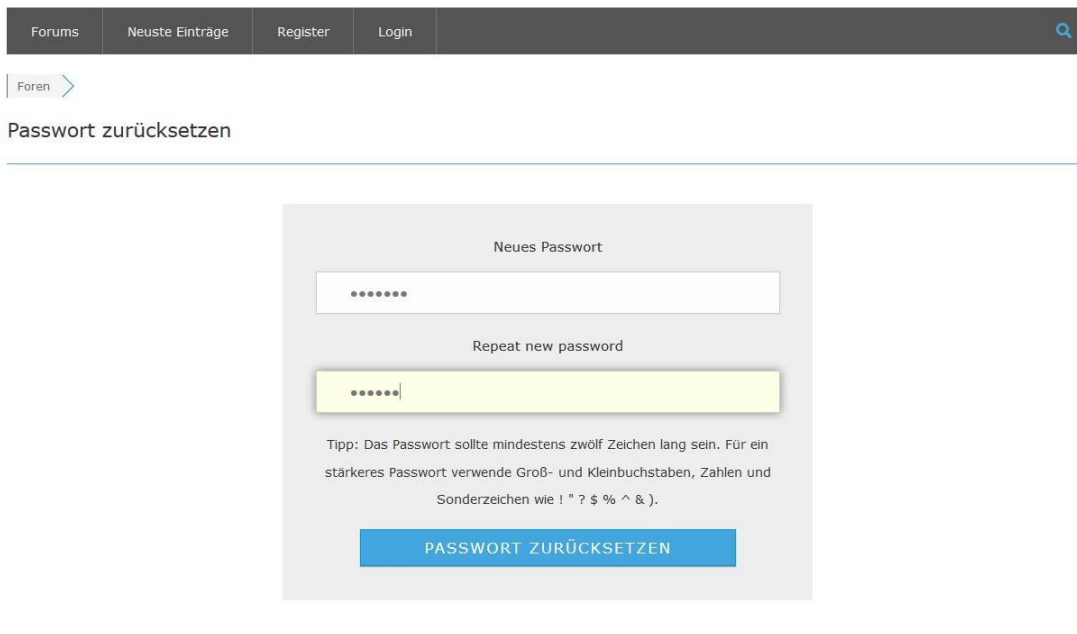 Forums Neuste Einträge Register Login
Foren
Passwort zurücksetzen
Neues Passwort
•••••••
Repeat new password
••••••
Tipp: Das Passwort sollte mindestens zwölf Zeichen lang sein. Für ein
stärkeres Passwort verwende Groß- und Kleinbuchstaben, Zahlen und
Sonderzeichen wie ! " ? $ % ^ & ).
PASSWORT ZURÜCKSETZEN